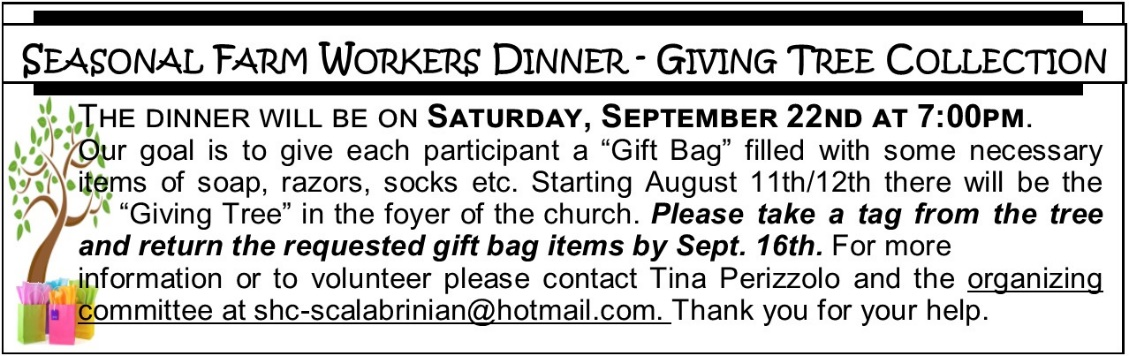 SEASONAL FARM WORKERS DINNER - GIVING TREE COLLECTION
THE DINNER WILL BE ON SATURDAY, SEPTEMBER 22ND AT 7:00PM.
Our goal is to give each participant a “Gift Bag” filled with some necessary
items of soap, razors, socks etc. Starting August 11th/12th there will be the
“Giving Tree” in the foyer of the church. Please take a tag from the tree
and return the requested gift bag items by Sept. 16th. For more
information or to volunteer please contact Tina Perizzolo and the organizing
committee at shc-scalabrinian@hotmail.com. Thank you for your help.